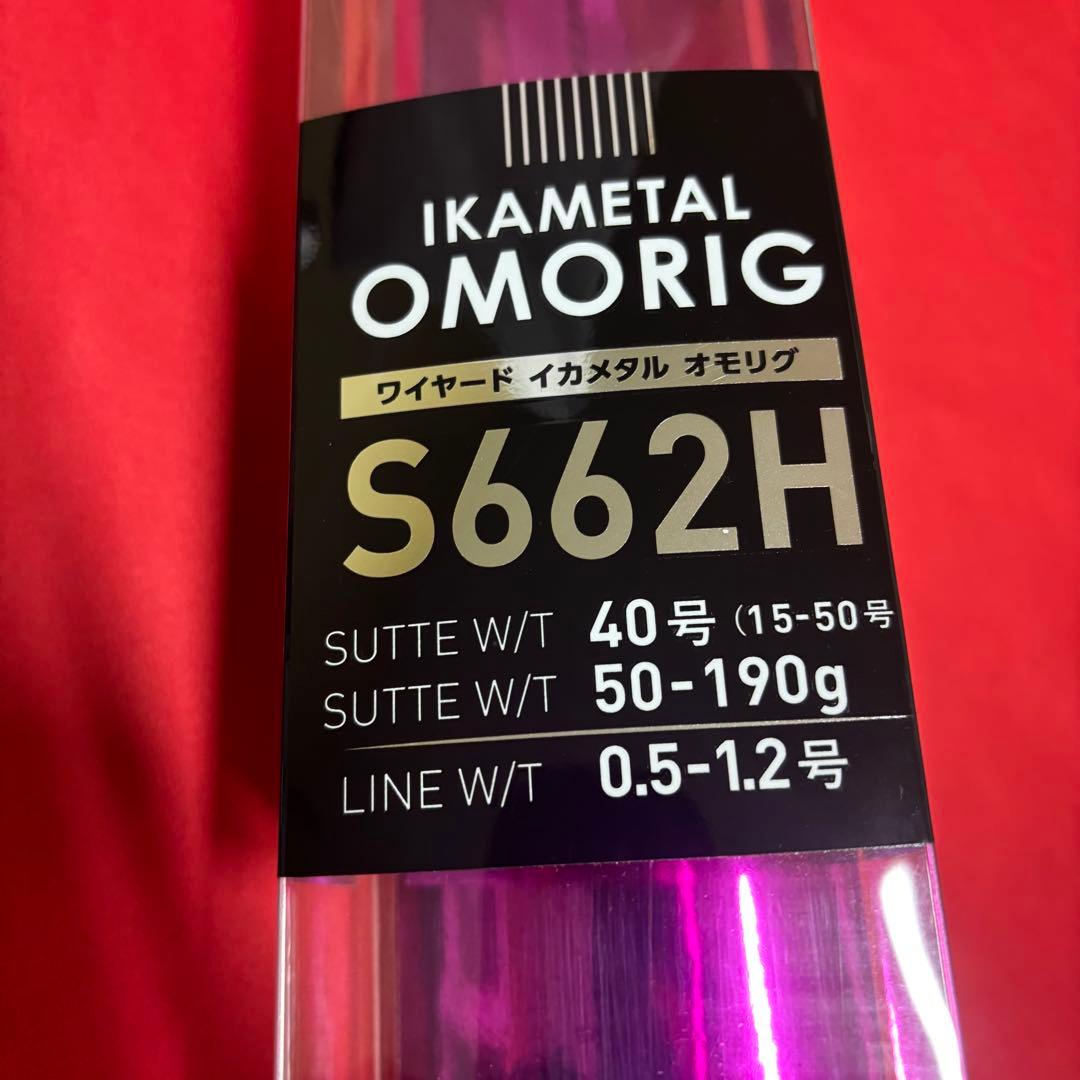 IKAMETAL
OMORIG
ワイヤード イカメタル オモリグ
S662H
SUTTE W/T 40号 (15-50号
SUTTE W/T 50-190g
LINE W/T 0.5-1.2号